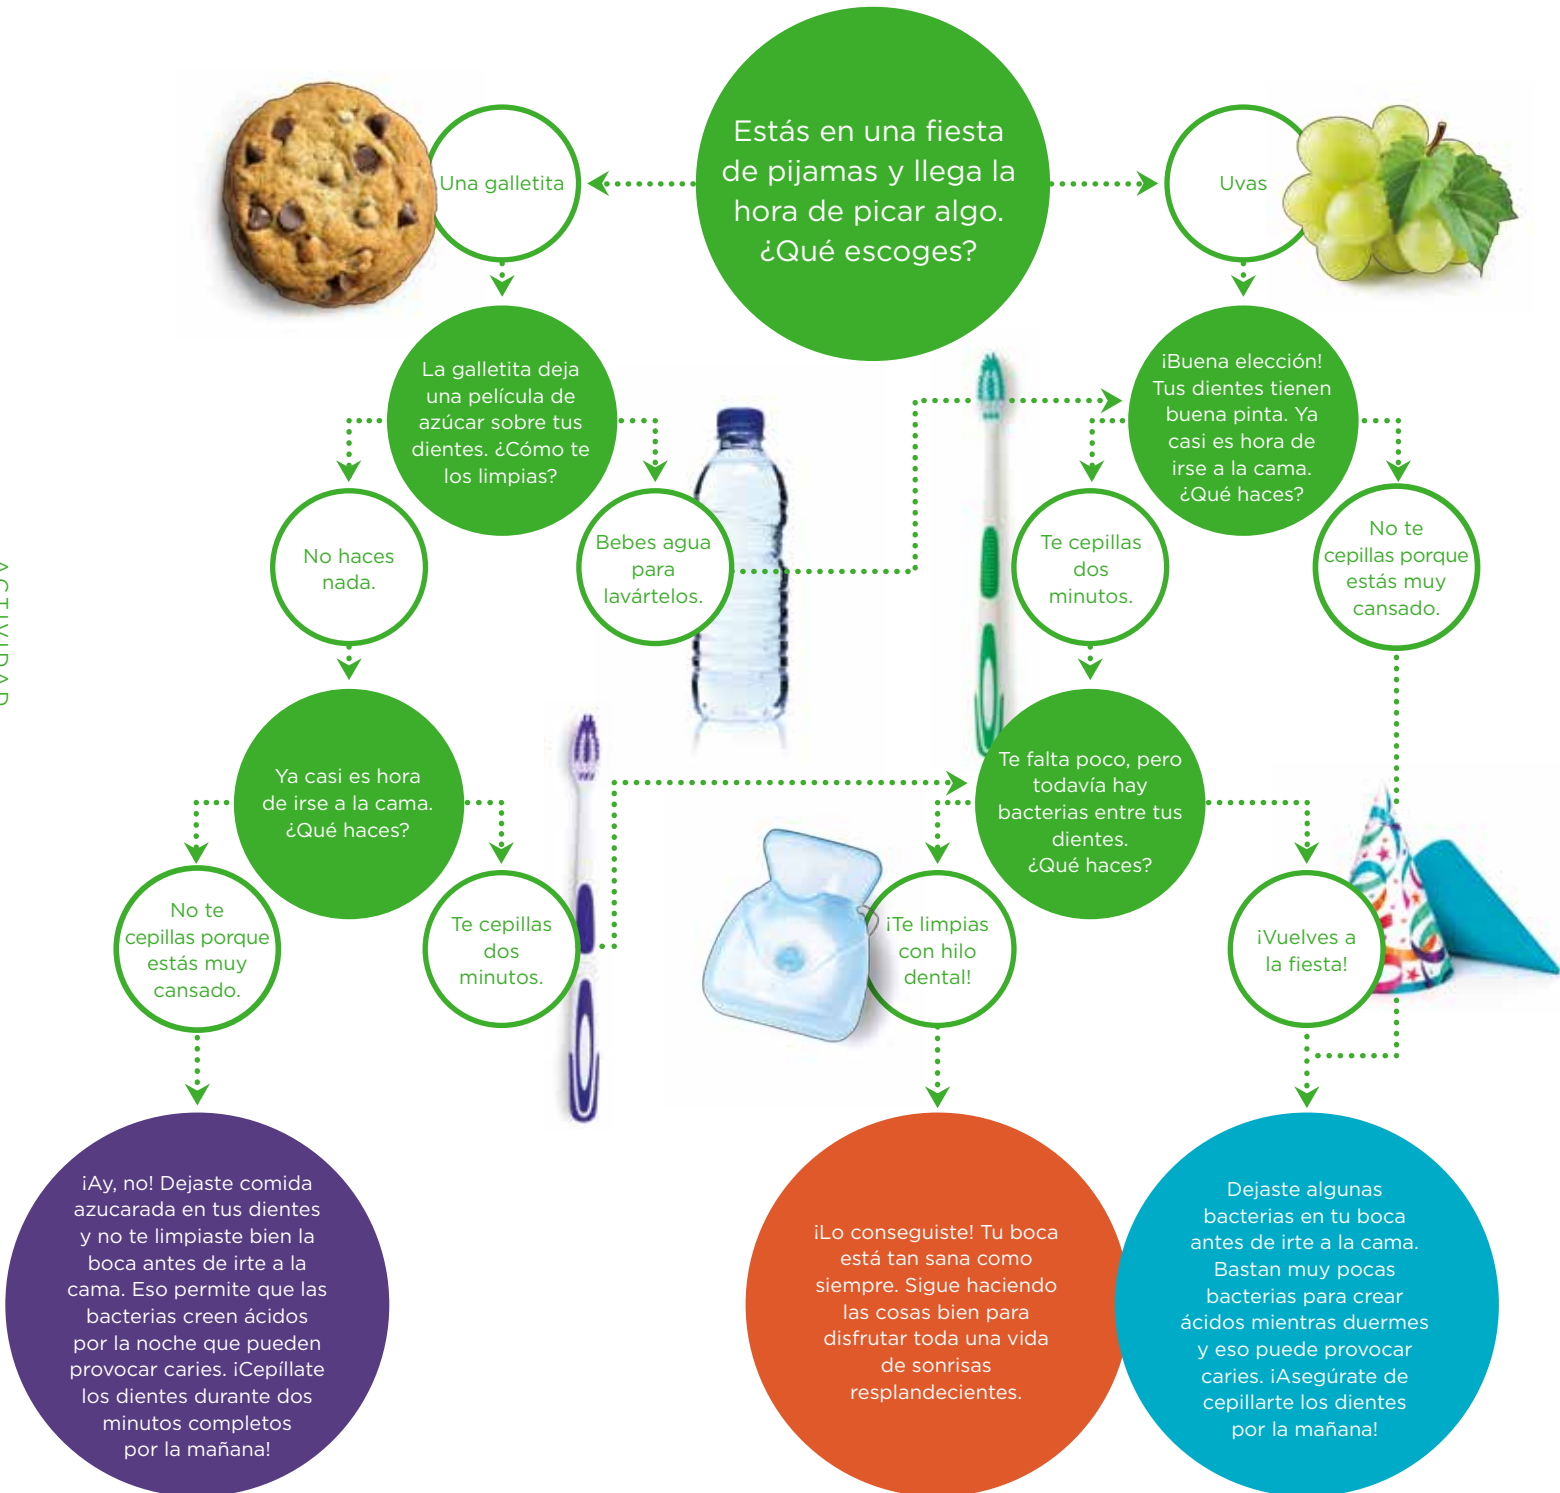 Estás en una fiesta
de pijamas y llega la
hora de picar algo.
¿Qué escoges?
Una galletita
Uvas
La galletita deja
una película de
azúcar sobre tus
dientes. ¿Cómo te
los limpias?
¡Buena elección!
Tus dientes tienen
buena pinta. Ya
casi es hora de
irse a la cama.
¿Qué haces?
No haces
nada.
Bebes agua
para
lavártelos.
Te cepillas
dos
minutos.
No te
cepillas porque
estás muy
cansado.
ACTIVIDAD
Ya casi es hora
de irse a la cama.
¿Qué haces?
Te falta poco, pero
todavía hay
bacterias entre tus
dientes.
¿Qué haces?
No te
cepillas porque
estás muy
cansado.
Te cepillas
dos
minutos.
¡Te limpias
con hilo
dental!
¡Vuelves a
la fiesta!
¡Ay, no! Dejaste comida
azucarada en tus dientes
y no te limpiaste bien la
boca antes de irte a la
cama. Eso permite que las
bacterias creen ácidos
por la noche que pueden
provocar caries. ¡Cepíllate
los dientes durante dos
minutos completos
por la mañana!
¡Lo conseguiste! Tu boca
está tan sana como
siempre. Sigue haciendo
las cosas bien para
disfrutar toda una vida
de sonrisas
resplandecientes.
Dejaste algunas
bacterias en tu boca
antes de irte a la cama.
Bastan muy pocas
bacterias para crear
ácidos mientras duermes
y eso puede provocar
caries. ¡Asegúrate de
cepillarte los dientes
por la mañana!